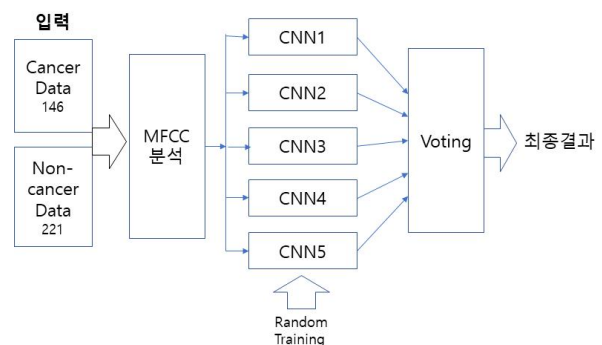 입력
Cancer
Data
146
Non-
cancer
Data
221
MFCC
분석
CNN1
CNN2
CNN3
CNN4
CNN5
Random
Training
Voting
최종결과